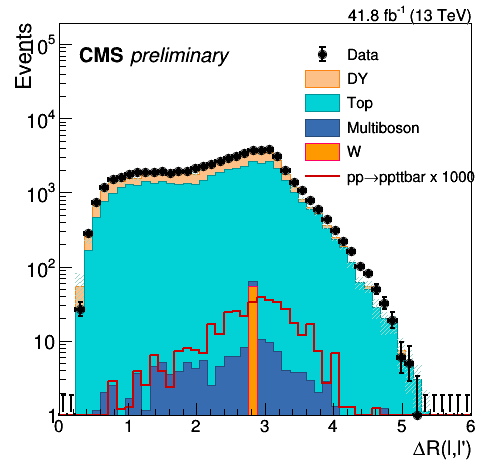 41.8 fb⁻¹ (13 TeV)
Events
CMS preliminary
Data
DY
Top
Multiboson
W
pp→ppttbar x 1000
10⁵
10⁴
10³
10²
10
1
0 1 2 3 4 5 6
ΔR(l,l')